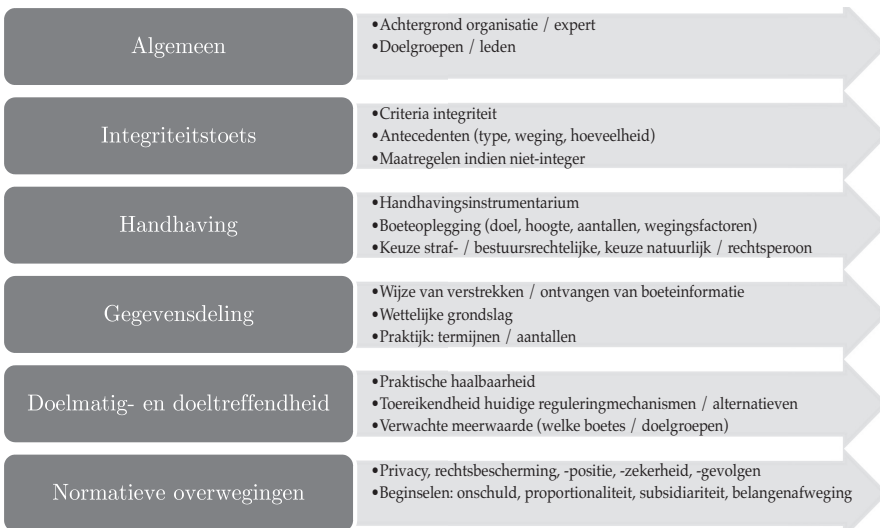 Algemeen
•Achtergrond organisatie / expert
•Doelgroepen / leden
Integriteitstoets
•Criteria integriteit
•Antecedenten (type, weging, hoeveelheid)
•Maatregelen indien niet-integer
Handhaving
•Handhavingsinstrumentarium
•Boeteoplegging (doel, hoogte, aantallen, wegingsfactoren)
•Keuze straf- / bestuursrechtelijke, keuze natuurlijk / rechtsperoon
Gegevensdeling
•Wijze van verstrekken / ontvangen van boeteinformatie
•Wettelijke grondslag
•Praktijk: termijnen / aantallen
Doelmatig- en doeltreffendheid
•Praktische haalbaarheid
•Toereikendheid huidige reguleringmechanismen / alternatieven
•Verwachte meerwaarde (welke boetes / doelgroepen)
Normatieve overwegingen
•Privacy, rechtsbescherming, -positie, -zekerheid, -gevolgen
•Beginselen: onschuld, proportionaliteit, subsidiariteit, belangenafweging